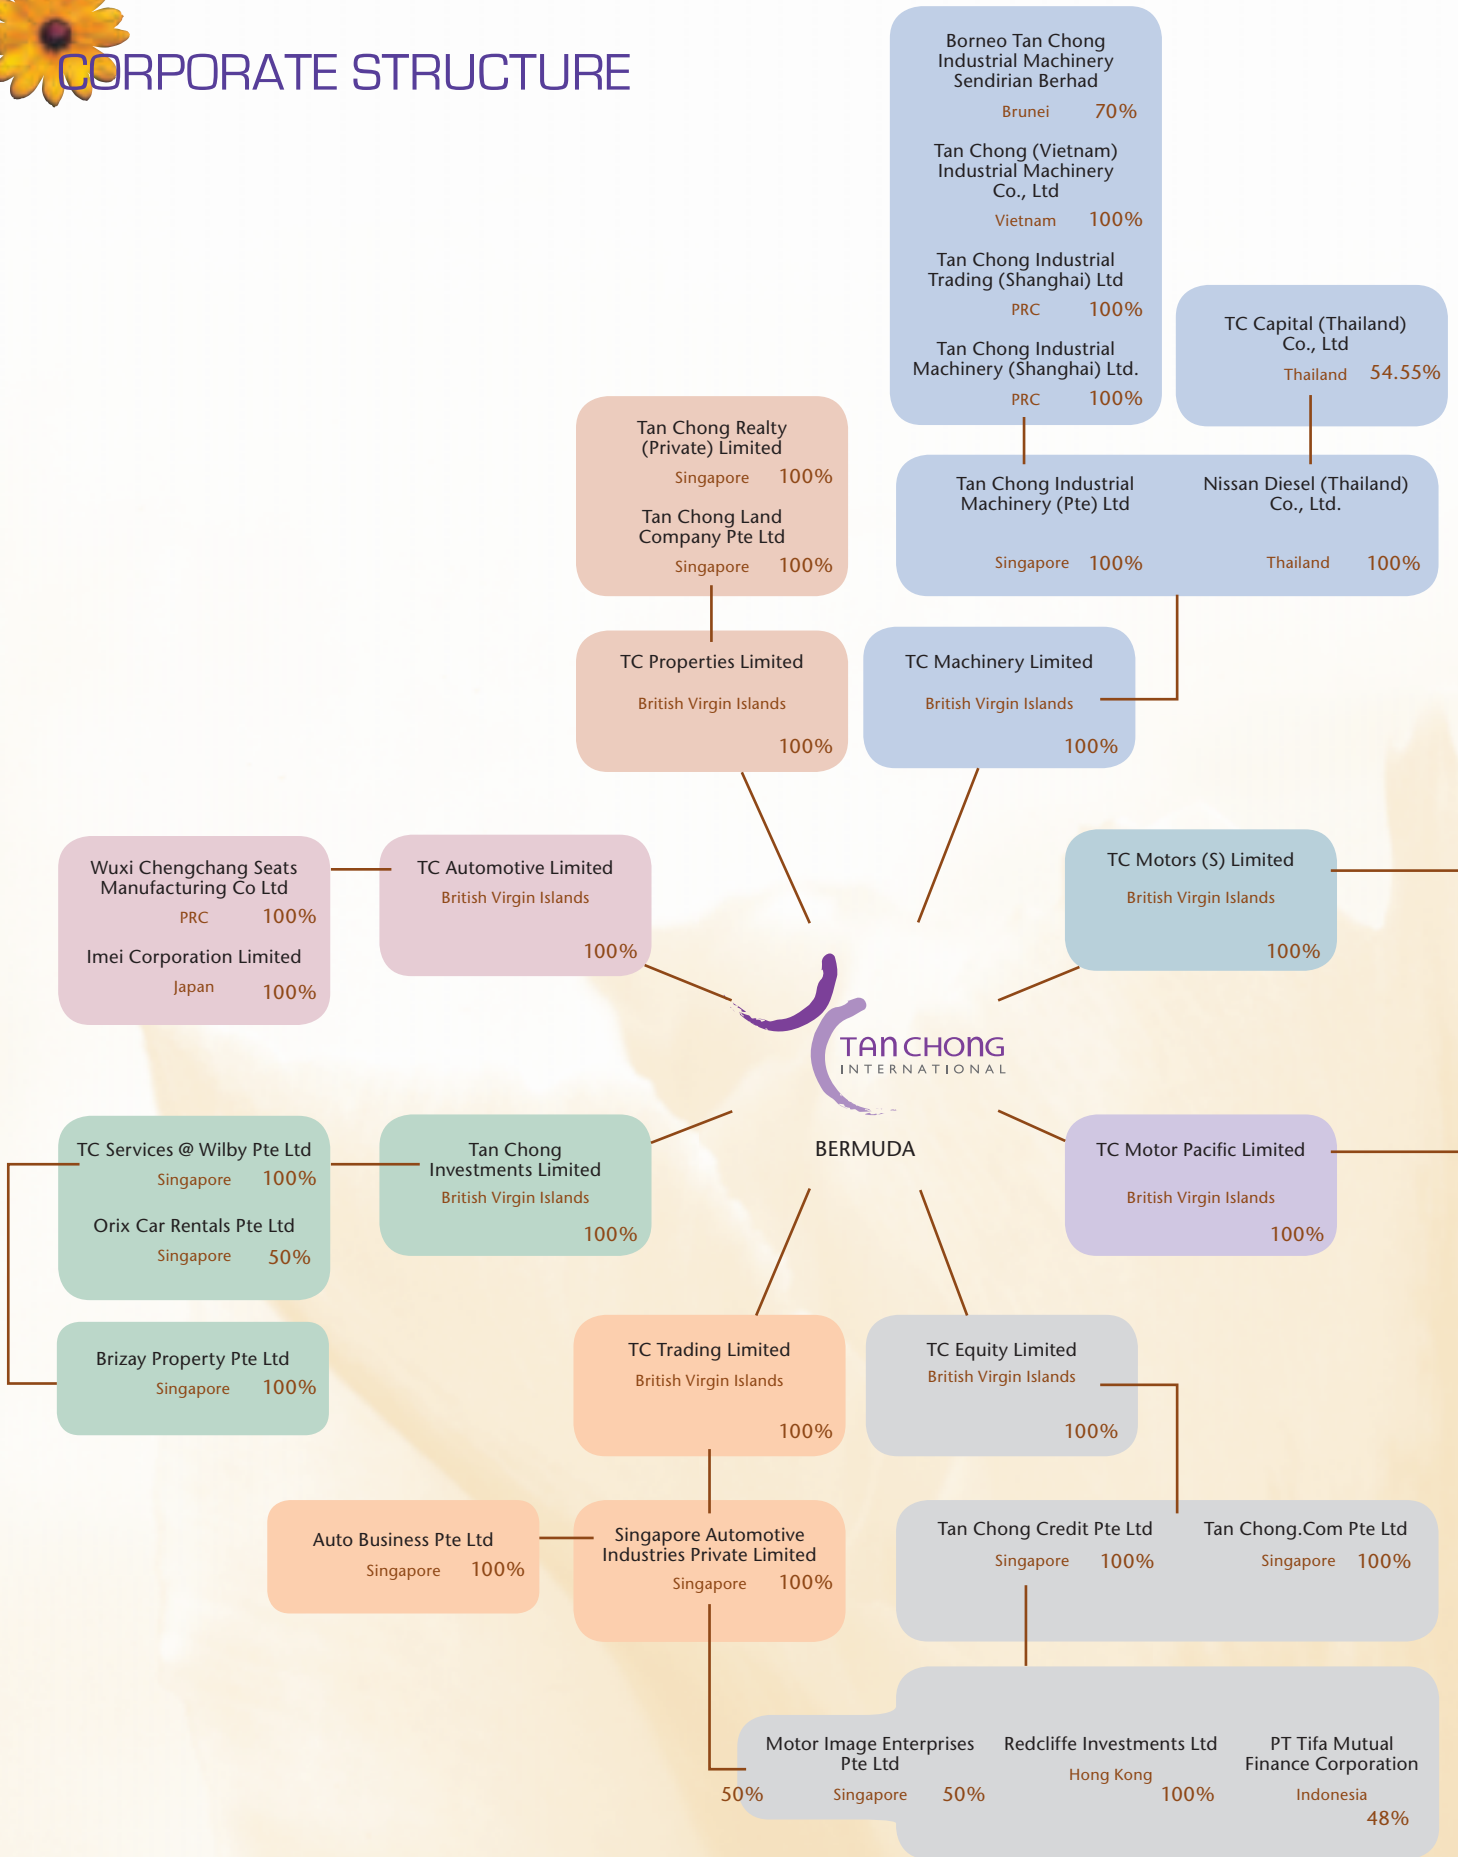 CORPORATE STRUCTURE
Borneo Tan Chong
Industrial Machinery
Sendirian Berhad
Brunei 70%
Tan Chong (Vietnam)
Industrial Machinery
Co., Ltd
Vietnam 100%
Tan Chong Industrial
Trading (Shanghai) Ltd
PRC 100%
Tan Chong Industrial
Machinery (Shanghai) Ltd.
PRC 100%
TC Capital (Thailand)
Co., Ltd
Thailand 54.55%
Tan Chong Realty
(Private) Limited
Singapore 100%
Tan Chong Land
Company Pte Ltd
Singapore 100%
Tan Chong Industrial
Machinery (Pte) Ltd
Singapore 100%
Nissan Diesel (Thailand)
Co., Ltd.
Thailand 100%
TC Properties Limited
British Virgin Islands
100%
TC Machinery Limited
British Virgin Islands
100%
Wuxi Chengchang Seats
Manufacturing Co Ltd
PRC 100%
Imei Corporation Limited
Japan 100%
TC Automotive Limited
British Virgin Islands
100%
TC Motors (S) Limited
British Virgin Islands
100%
TAN CHONG
INTERNATIONAL
BERMUDA
TC Services @ Wilby Pte Ltd
Singapore 100%
Orix Car Rentals Pte Ltd
Singapore 50%
Tan Chong
Investments Limited
British Virgin Islands
100%
TC Motor Pacific Limited
British Virgin Islands
100%
Brizay Property Pte Ltd
Singapore 100%
TC Trading Limited
British Virgin Islands
100%
TC Equity Limited
British Virgin Islands
100%
Auto Business Pte Ltd
Singapore 100%
Singapore Automotive
Industries Private Limited
Singapore 100%
Tan Chong Credit Pte Ltd
Singapore 100%
Tan Chong.Com Pte Ltd
Singapore 100%
Motor Image Enterprises
Pte Ltd
50% Singapore 50%
Redcliffe Investments Ltd
Hong Kong
100%
PT Tifa Mutual
Finance Corporation
Indonesia
48%